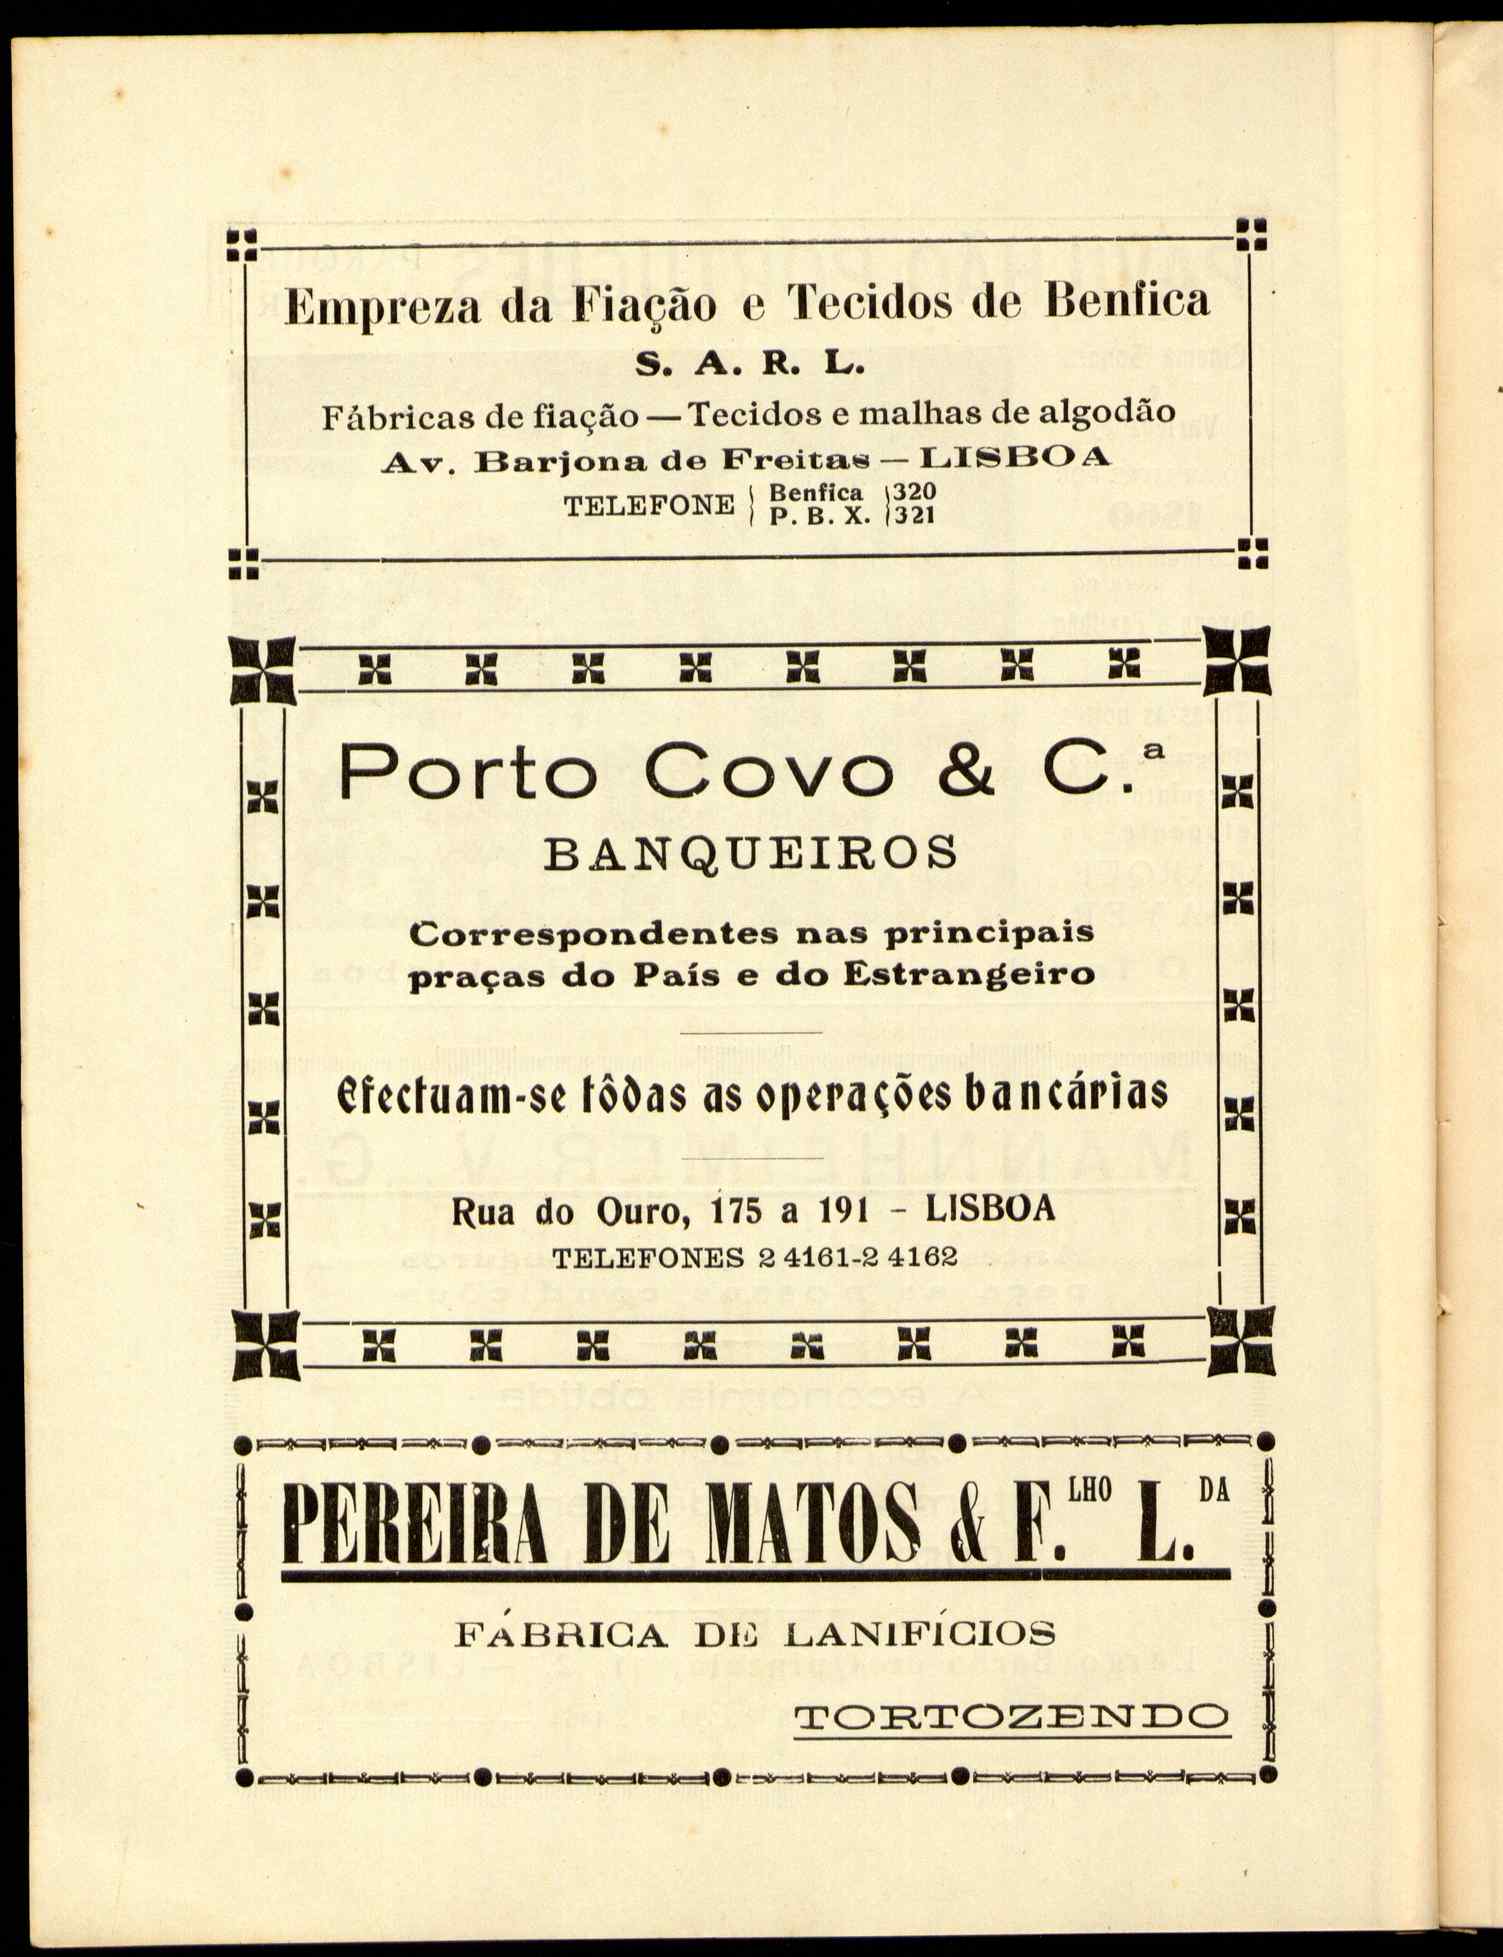 Empreza da Fiação e Tecidos de Benfica
S. A. R. L.
Fábricas de fiação — Tecidos e malhas de algodão
Av. Barjona de Freitas — LISBOA
TELEFONE } Benfica } 320
P. B. X. } 321
Porto Covo & C.ª
BANQUEIROS
Correspondentes nas principais
praças do País e do Estrangeiro
Efectuam-se tôdas as operações bancárias
Rua do Ouro, 175 a 191 - LISBOA
TELEFONES 2 4161-2 4162
PEREIRA DE MATOS & F.LHO L.DA
FÁBRICA DE LANIFÍCIOS
TORTOZENDO